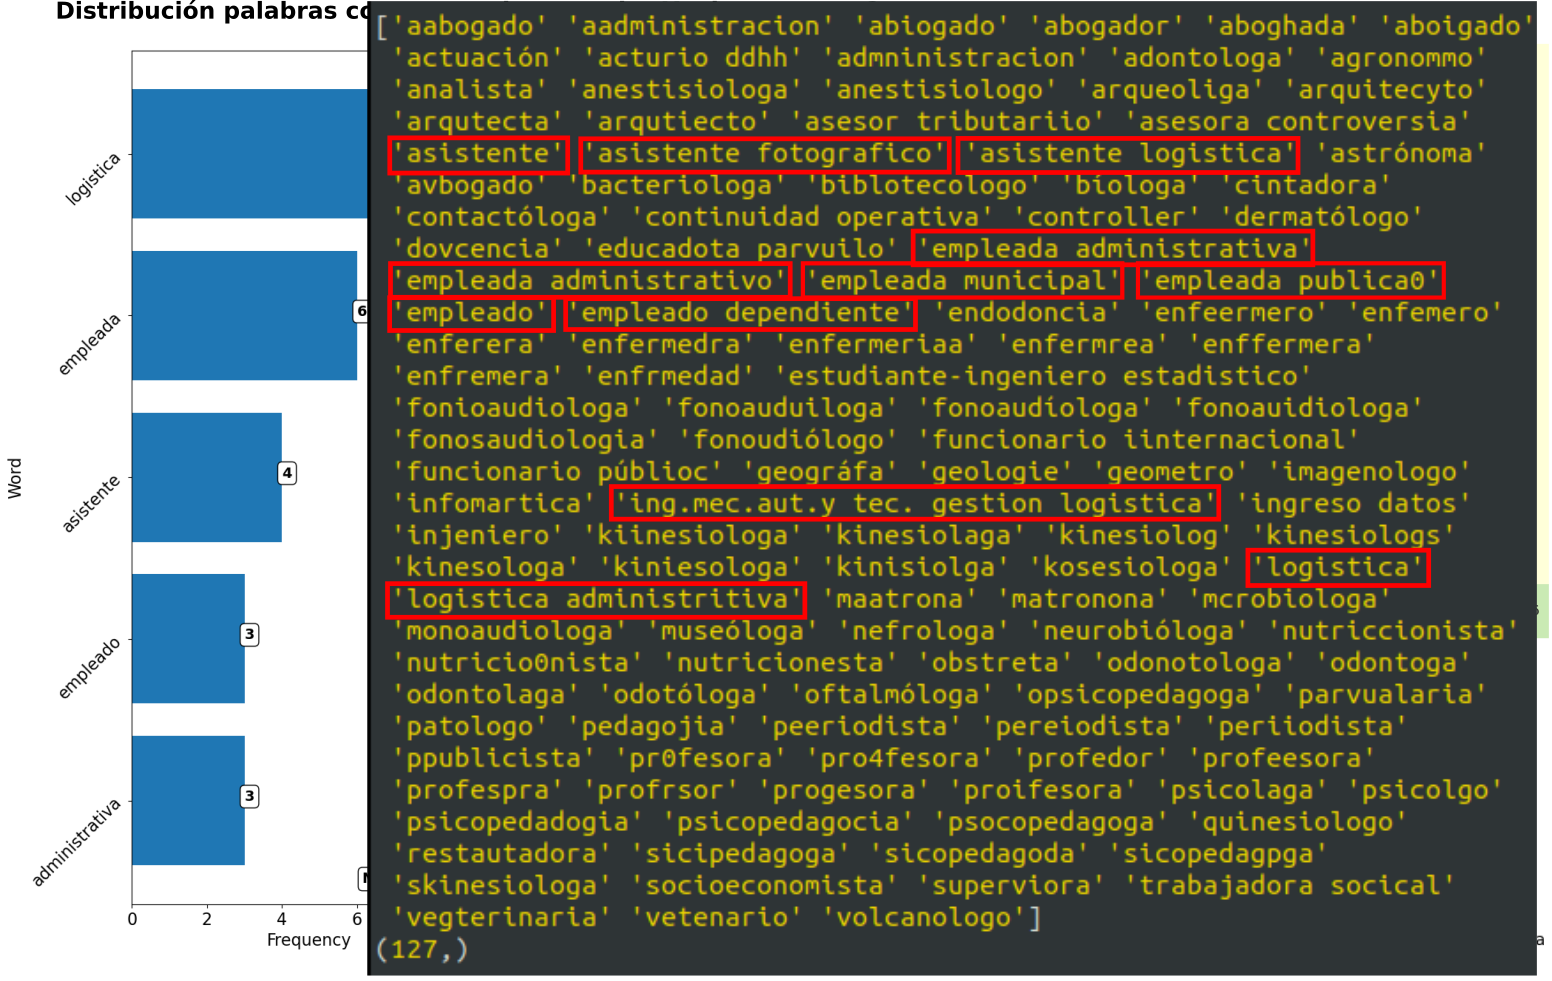 Distribución palabras co
['aabogado' 'aadministracion' 'abiogado' 'abogador' 'aboghada' 'aboigado'
'actuación' 'acturio ddhh' 'admninistracion' 'adontologa' 'agronommo'
'analista' 'anestisiologa' 'anestisiologo' 'arqueoliga' 'arquitecyto'
'arqutecta' 'arqutiecto' 'asesor tributariio' 'asesora controversia'
'asistente' 'asistente fotografico' 'asistente logistica' 'astrónoma'
'avbogado' 'bacteriologa' 'biblotecologo' 'bíologa' 'cintadora'
'contactóloga' 'continuidad operativa' 'controller' 'dermatólogo'
'dovcencia' 'educadota parvuilo' 'empleada administrativa'
'empleada administrativo' 'empleada municipal' 'empleada publica0'
'empleado' 'empleado dependiente' 'endodoncia' 'enfeermero' 'enfemero'
'enferera' 'enfermedra' 'enfermeriaa' 'enfermrea' 'enffermera'
'enfremera' 'enfrmedad' 'estudiante-ingeniero estadistico'
'fonioaudiologa' 'fonoauduiloga' 'fonoaudíologa' 'fonoauidiologa'
'fonosaudiologia' 'fonoudiólogo' 'funcionario iinternacional'
'funcionario públioc' 'geográfa' 'geologie' 'geometro' 'imagenologo'
'infomartica' 'ing.mec.aut.y tec. gestion logistica' 'ingreso datos'
'injeniero' 'kiinesiologa' 'kinesiolaga' 'kinesiolog' 'kinesiologs'
'kinesologa' 'kiniesologa' 'kinisiolga' 'kosesiologa' 'logistica'
'logistica administritiva' 'maatrona' 'matronona' 'mcrobiologa'
'monoaudiologa' 'museóloga' 'nefrologa' 'neurobióloga' 'nutriccionista'
'nutricio0nista' 'nutricionesta' 'obstreta' 'odonotologa' 'odontoga'
'odontolaga' 'odotóloga' 'oftalmóloga' 'opsicopedagoga' 'parvualaria'
'patologo' 'pedagojia' 'peeriodista' 'pereiodista' 'periiodista'
'ppublicista' 'pr0fesora' 'pro4fesora' 'profedor' 'profeesora'
'profespra' 'profrsor' 'progesora' 'proifesora' 'psicolaga' 'psicolgo'
'psicopedadogia' 'psicopedagocia' 'psocopedagoga' 'quinesiologo'
'restautadora' 'sicipedagoga' 'sicopedagoda' 'sicopedagpga'
'skinesiologa' 'socioeconomista' 'superviora' 'trabajadora socical'
'vegterinaria' 'vetenario' 'volcanologo']
(127,)
Word
logistica
empleada
6
asistente
4
empleado
3
administrativa
3
0 2 4 6
Frequency
a